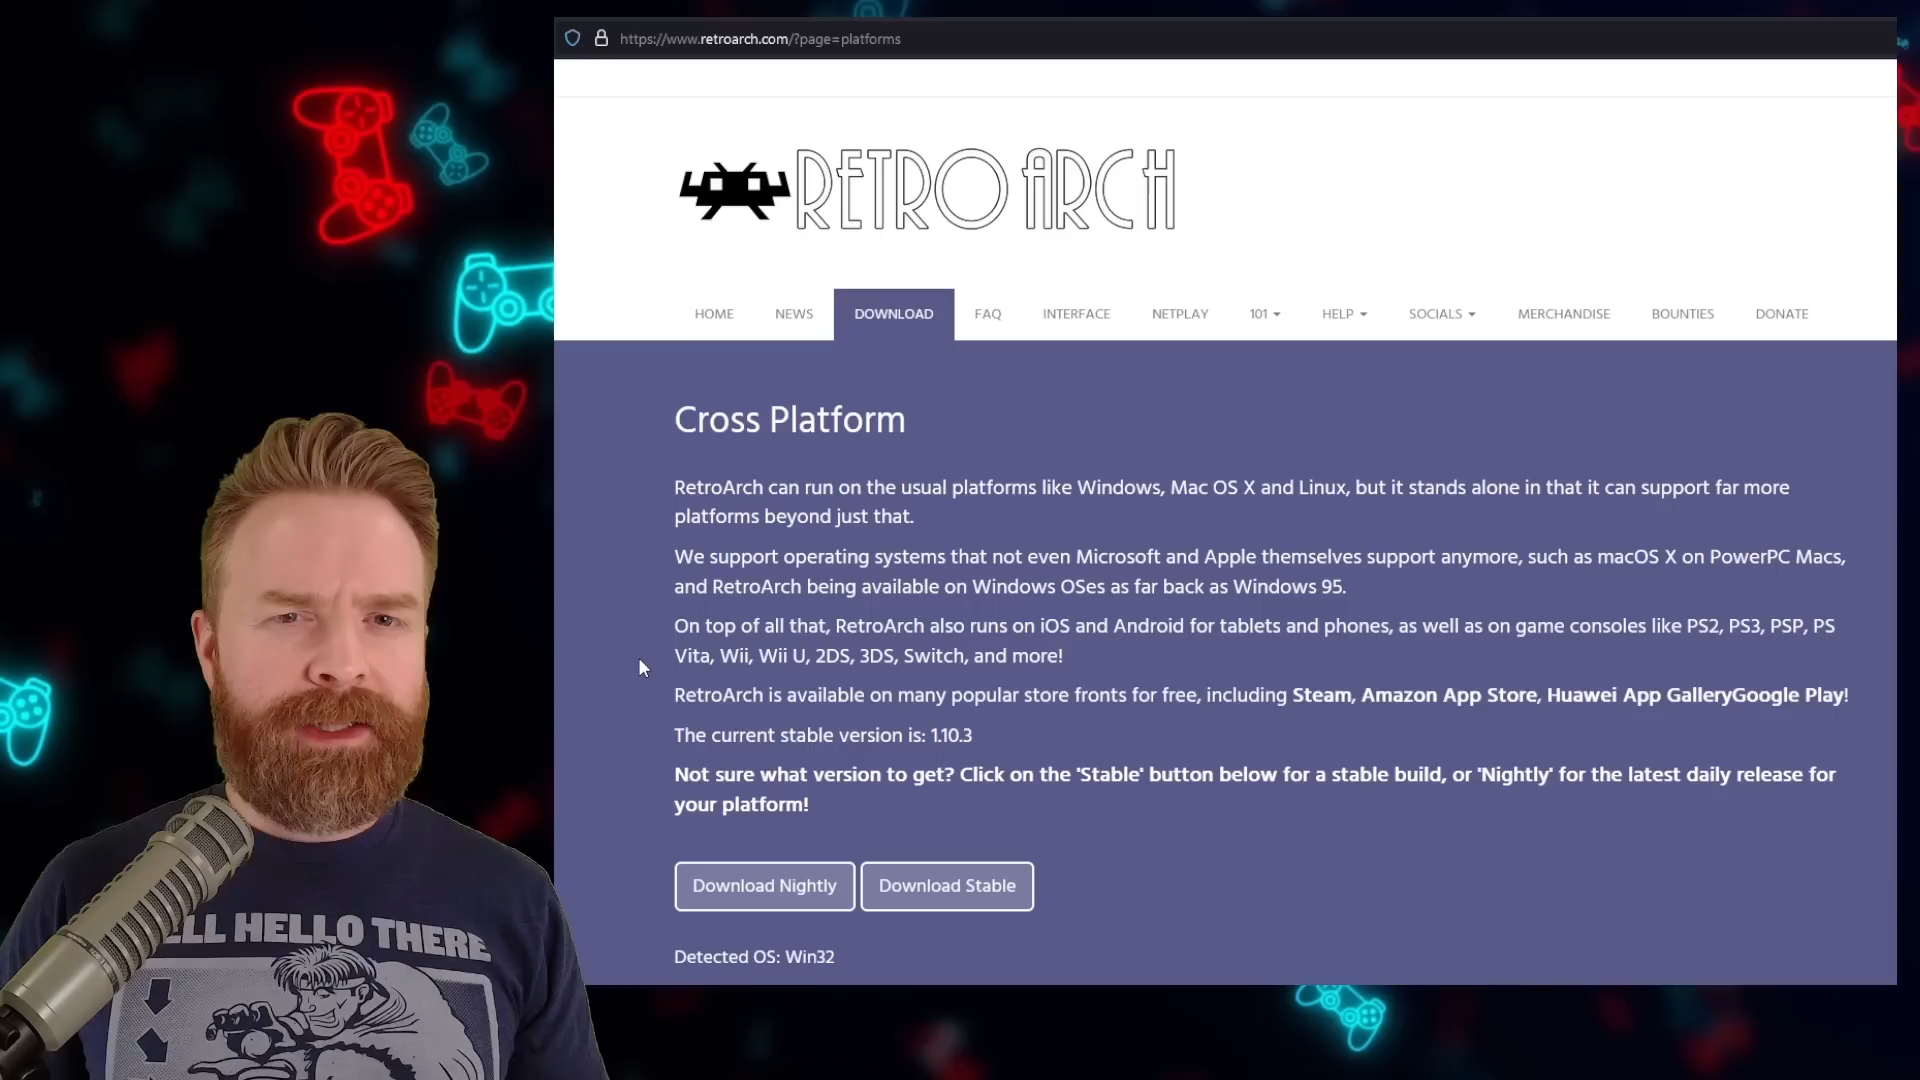 https://www.retroarch.com/?page=platforms
RETROARCH
HOME NEWS DOWNLOAD FAQ INTERFACE NETPLAY 101 HELP SOCIALS MERCHANDISE BOUNTIES DONATE
Cross Platform
RetroArch can run on the usual platforms like Windows, Mac OS X and Linux, but it stands alone in that it can support far more
platforms beyond just that.
We support operating systems that not even Microsoft and Apple themselves support anymore, such as macOS X on PowerPC Macs,
and RetroArch being available on Windows OSes as far back as Windows 95.
On top of all that, RetroArch also runs on iOS and Android for tablets and phones, as well as on game consoles like PS2, PS3, PSP, PS
Vita, Wii, Wii U, 2DS, 3DS, Switch, and more!
RetroArch is available on many popular store fronts for free, including Steam, Amazon App Store, Huawei App GalleryGoogle Play!
The current stable version is: 1.10.3
Not sure what version to get? Click on the 'Stable' button below for a stable build, or 'Nightly' for the latest daily release for
your platform!
Download Nightly Download Stable
Detected OS: Win32
HELLO THERE